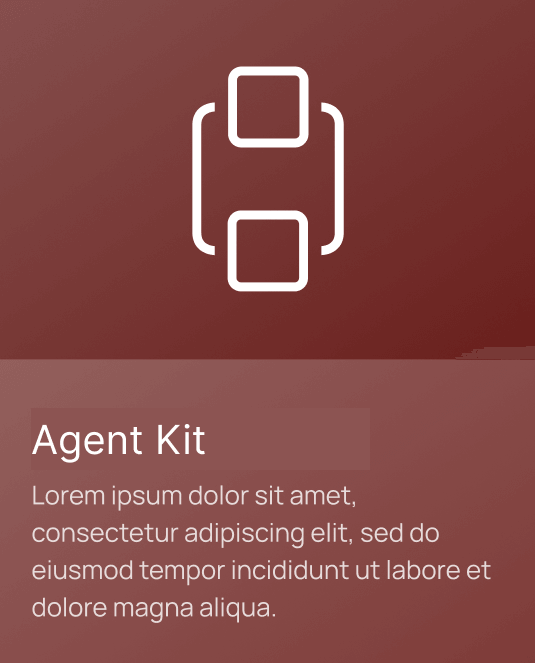 Agent Kit
Lorem ipsum dolor sit amet,
consectetur adipiscing elit, sed do
eiusmod tempor incididunt ut labore et
dolore magna aliqua.